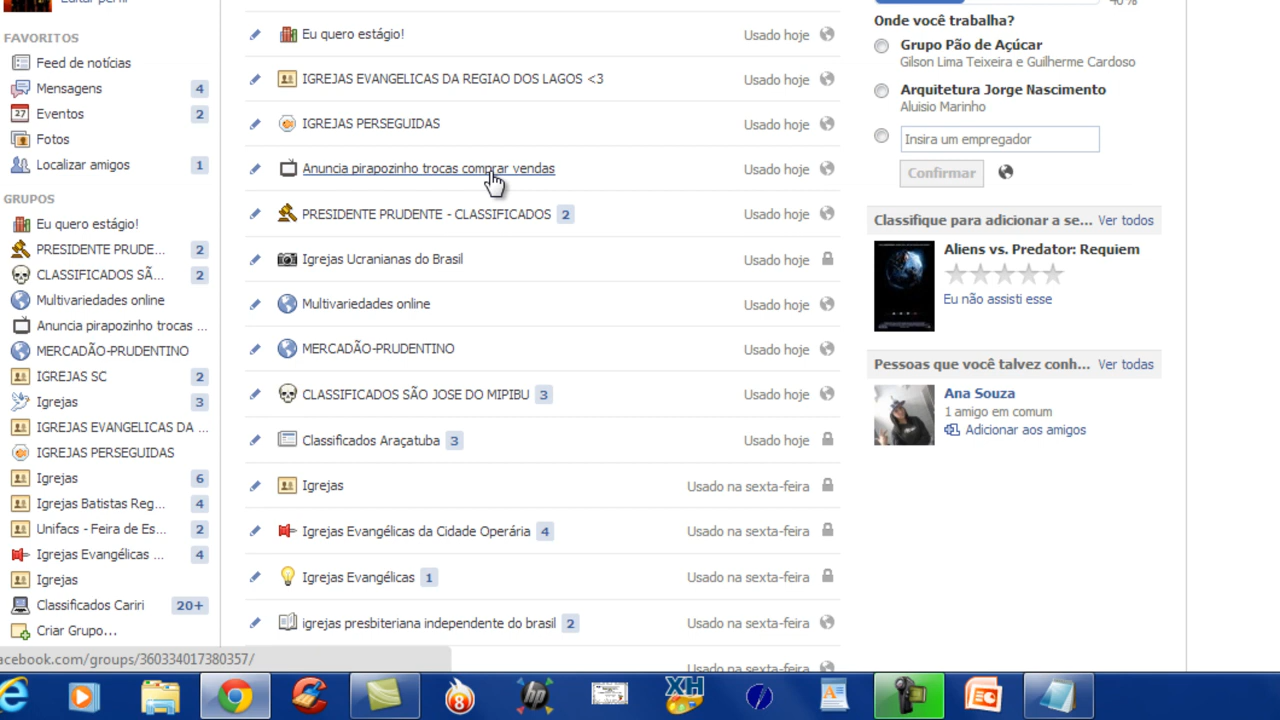 Editar perfil
FAVORITOS
Feed de notícias
Mensagens 4
27 Eventos 2
Fotos
Localizar amigos 1
GRUPOS
Eu quero estágio!
PRESIDENTE PRUDE... 2
CLASSIFICADOS SÃ... 2
Multivariedades online
Anuncia pirapozinho trocas ...
MERCADÃO-PRUDENTINO
IGREJAS SC 2
Igrejas 3
IGREJAS EVANGELICAS DA ...
IGREJAS PERSEGUIDAS
Igrejas 6
Igrejas Batistas Reg... 4
Unifacs - Feira de Es... 2
Igrejas Evangélicas ... 4
Igrejas
Classificados Cariri 20+
Criar Grupo...
acebook.com/groups/360334017380357/
Eu quero estágio! Usado hoje
IGREJAS EVANGELICAS DA REGIAO DOS LAGOS <3 Usado hoje
IGREJAS PERSEGUIDAS Usado hoje
Anuncia pirapozinho trocas comprar vendas Usado hoje
PRESIDENTE PRUDENTE - CLASSIFICADOS 2 Usado hoje
Igrejas Ucranianas do Brasil Usado hoje
Multivariedades online Usado hoje
MERCADÃO-PRUDENTINO Usado hoje
CLASSIFICADOS SÃO JOSE DO MIPIBU 3 Usado hoje
Classificados Araçatuba 3 Usado hoje
Igrejas Usado na sexta-feira
Igrejas Evangélicas da Cidade Operária 4 Usado na sexta-feira
Igrejas Evangélicas 1 Usado na sexta-feira
igrejas presbiteriana independente do brasil 2 Usado na sexta-feira
Usado na sexta-feira
40%
Onde você trabalha?
Grupo Pão de Açúcar
Gilson Lima Teixeira e Guilherme Cardoso
Arquitetura Jorge Nascimento
Aluisio Marinho
Insira um empregador
Confirmar
Classifique para adicionar a se... Ver todos
Aliens vs. Predator: Requiem
Eu não assisti esse
Pessoas que você talvez conh... Ver todas
Ana Souza
1 amigo em comum
Adicionar aos amigos
8
hp
XH